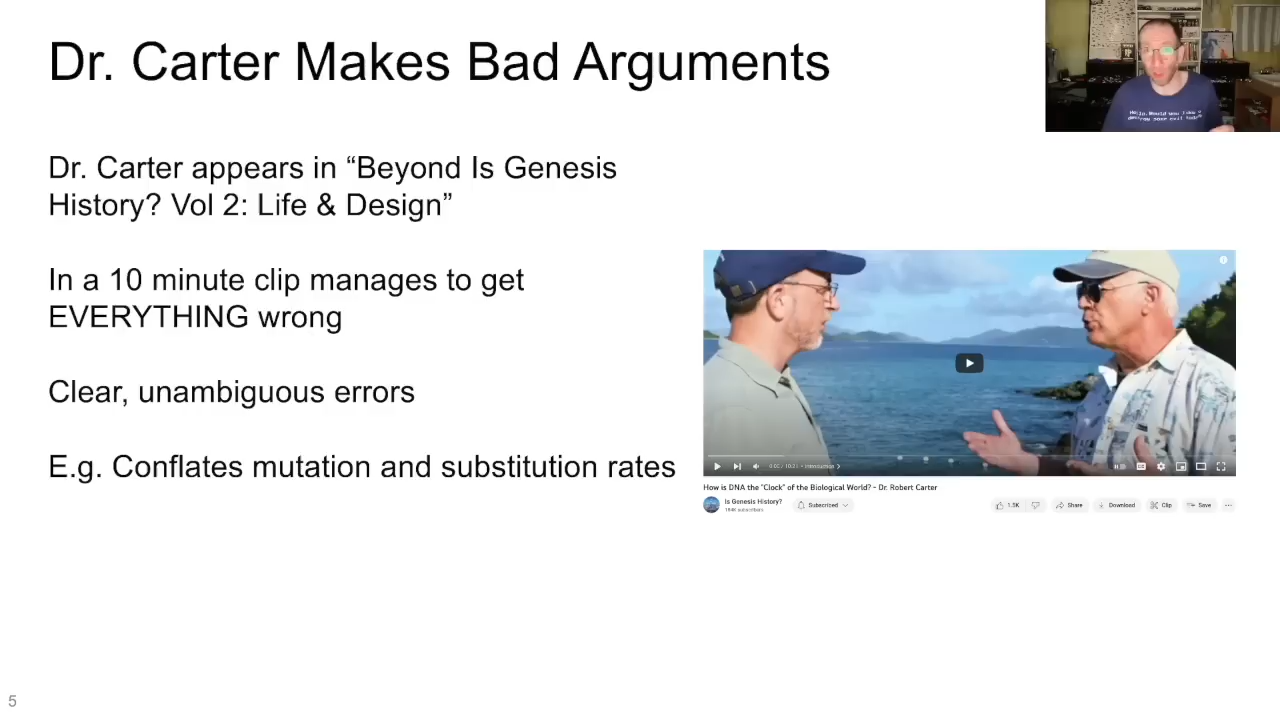 Dr. Carter Makes Bad Arguments
Dr. Carter appears in “Beyond Is Genesis
History? Vol 2: Life & Design”
In a 10 minute clip manages to get
EVERYTHING wrong
Clear, unambiguous errors
E.g. Conflates mutation and substitution rates
How is DNA the "Clock" of the Biological World? - Dr. Robert Carter
Is Genesis History?
Subscribed
1.5K
Share
Download
Clip
Save
5